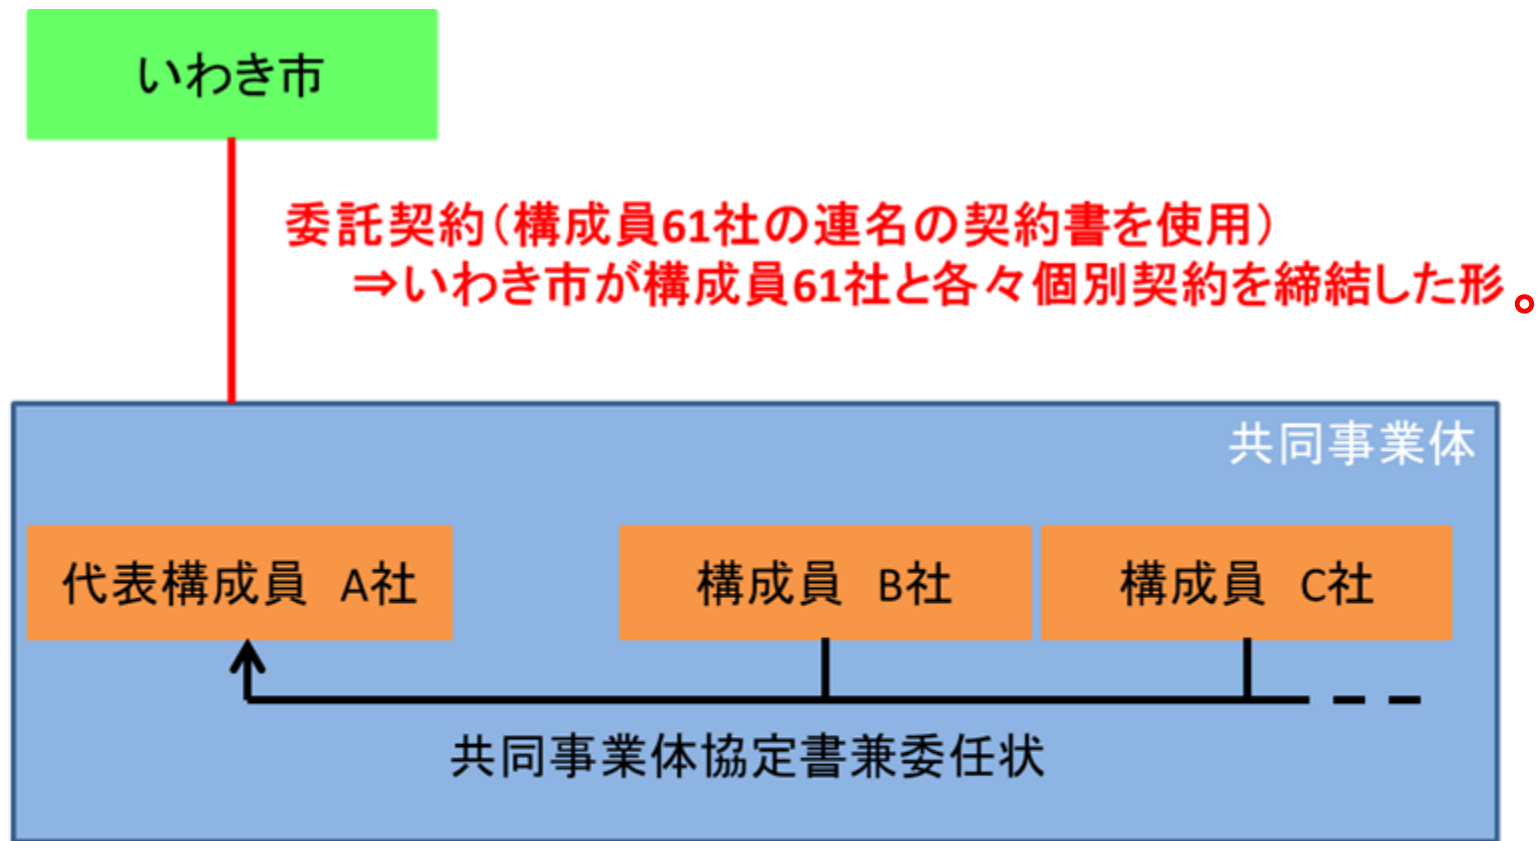 いわき市
委託契約(構成員61社の連名の契約書を使用)
⇒いわき市が構成員61社と各々個別契約を締結した形。
共同事業体
代表構成員　A社
構成員　B社
構成員　C社
共同事業体協定書兼委任状